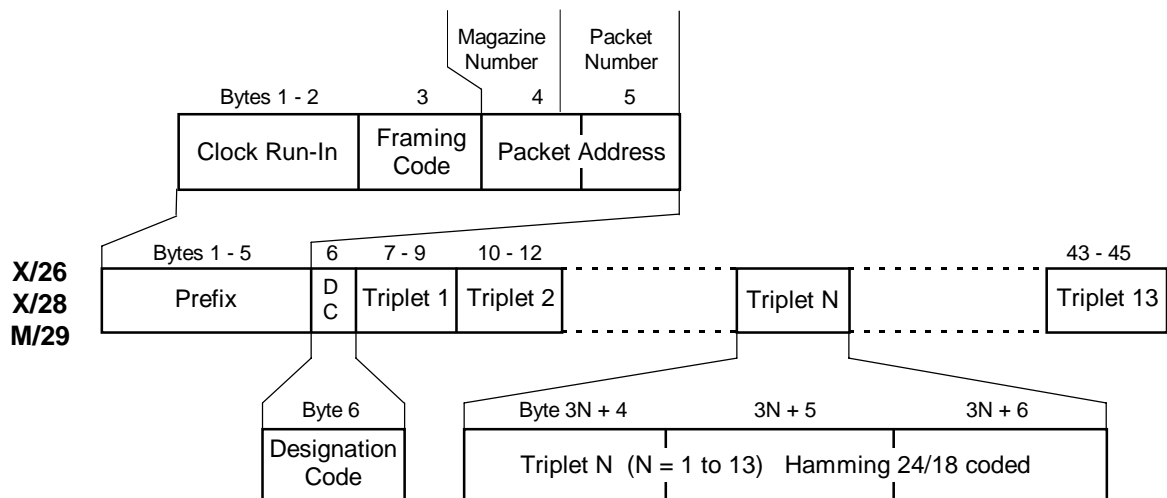 Magazine Number
Packet Number
Bytes 1 - 2
3
4
5
Clock Run-In
Framing Code
Packet Address
X/26
X/28
M/29
Bytes 1 - 5
6
7 - 9
10 - 12
43 - 45
Prefix
D C
Triplet 1
Triplet 2
Triplet N
Triplet 13
Byte 6
Byte 3N + 4
3N + 5
3N + 6
Designation Code
Triplet N (N = 1 to 13) Hamming 24/18 coded